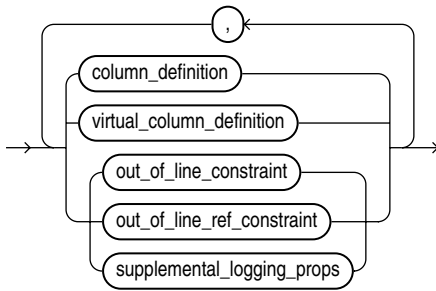 ,
column_definition
virtual_column_definition
out_of_line_constraint
out_of_line_ref_constraint
supplemental_logging_props